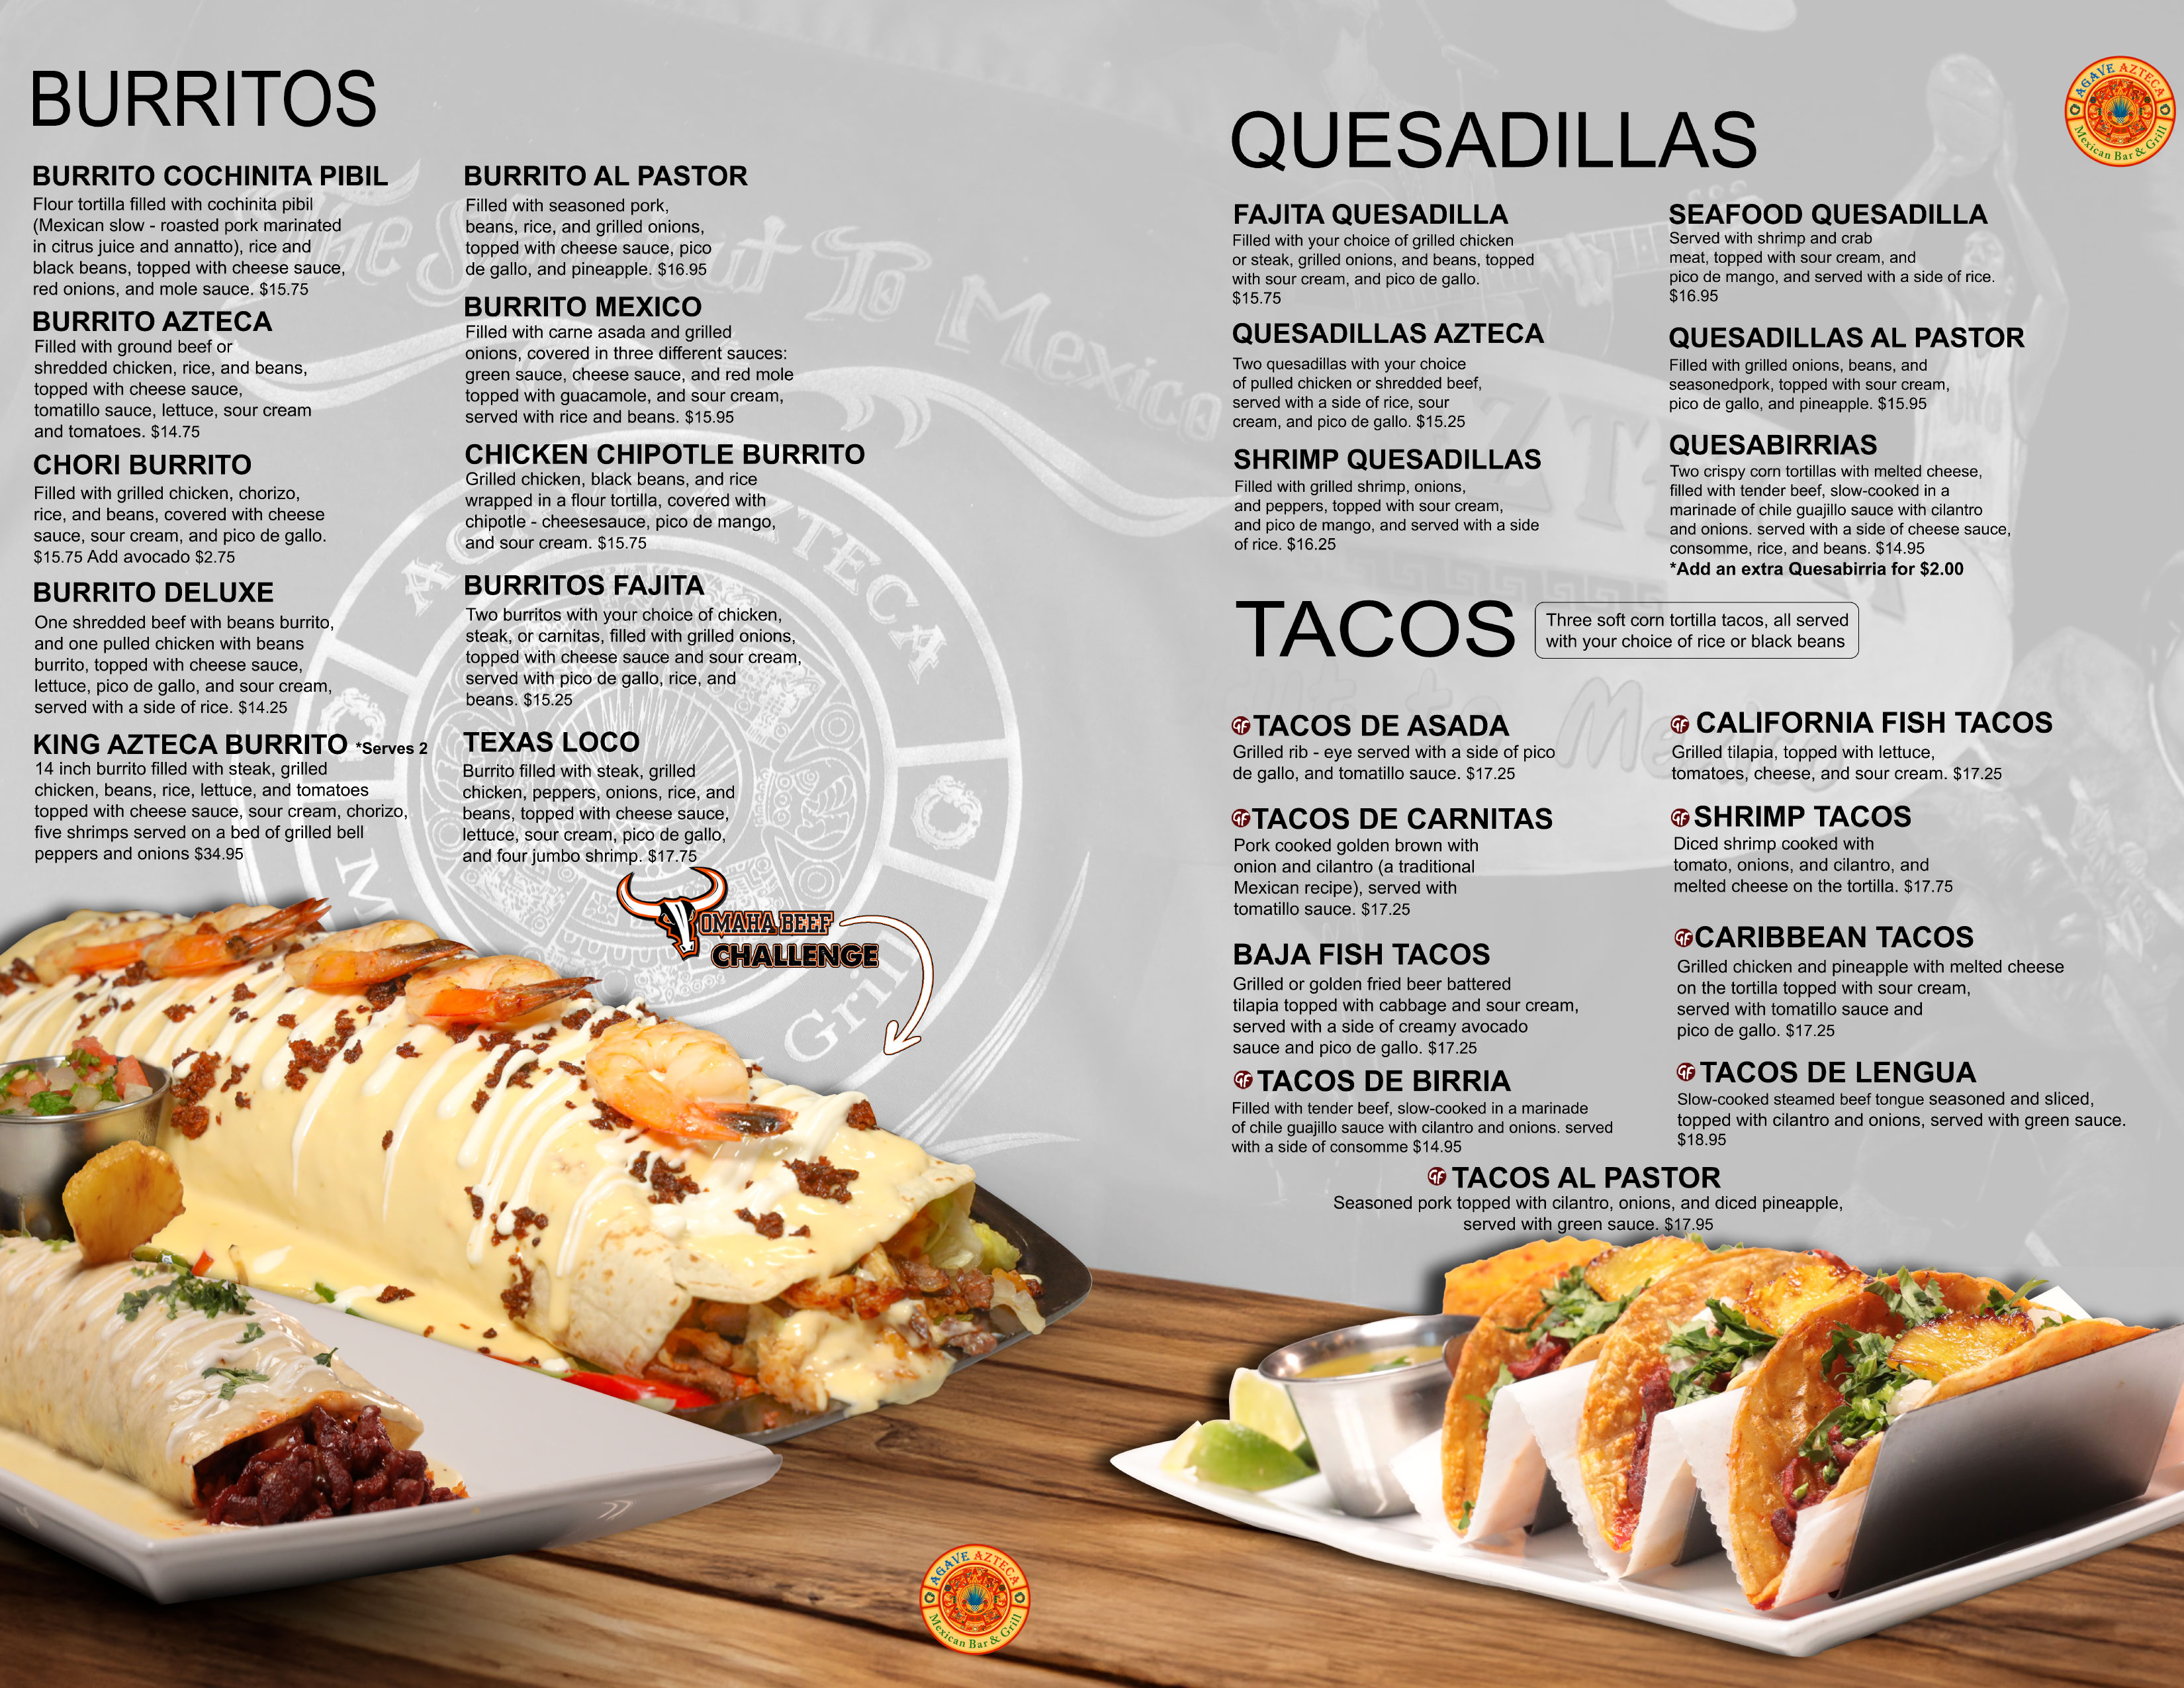 BURRITOS
BURRITO COCHINITA PIBIL
Flour tortilla filled with cochinita pibil
(Mexican slow - roasted pork marinated
in citrus juice and annatto), rice and
black beans, topped with cheese sauce,
red onions, and mole sauce. $15.75
BURRITO AZTECA
Filled with ground beef or
shredded chicken, rice, and beans,
topped with cheese sauce,
tomatillo sauce, lettuce, sour cream
and tomatoes. $14.75
CHORI BURRITO
Filled with grilled chicken, chorizo,
rice, and beans, covered with cheese
sauce, sour cream, and pico de gallo.
$15.75 Add avocado $2.75
BURRITO DELUXE
One shredded beef with beans burrito,
and one pulled chicken with beans
burrito, topped with cheese sauce,
lettuce, pico de gallo, and sour cream,
served with a side of rice. $14.25
KING AZTECA BURRITO *Serves 2
14 inch burrito filled with steak, grilled
chicken, beans, rice, lettuce, and tomatoes
topped with cheese sauce, sour cream, chorizo,
five shrimps served on a bed of grilled bell
peppers and onions $34.95
BURRITO AL PASTOR
Filled with seasoned pork,
beans, rice, and grilled onions,
topped with cheese sauce, pico
de gallo, and pineapple. $16.95
BURRITO MEXICO
Filled with carne asada and grilled
onions, covered in three different sauces:
green sauce, cheese sauce, and red mole
topped with guacamole, and sour cream,
served with rice and beans. $15.95
CHICKEN CHIPOTLE BURRITO
Grilled chicken, black beans, and rice
wrapped in a flour tortilla, covered with
chipotle - cheesesauce, pico de mango,
and sour cream. $15.75
BURRITOS FAJITA
Two burritos with your choice of chicken,
steak, or carnitas, filled with grilled onions,
topped with cheese sauce and sour cream,
served with pico de gallo, rice, and
beans. $15.25
TEXAS LOCO
Burrito filled with steak, grilled
chicken, peppers, onions, rice, and
beans, topped with cheese sauce,
lettuce, sour cream, pico de gallo,
and four jumbo shrimp. $17.75
OMAHA BEEF
CHALLENGE
The Shortcut To Mexico
AGAVE AZTECA
Grill
AGAVE AZTECA
Mexican Bar & Grill
QUESADILLAS
AGAVE AZTECA
Mexican Bar & Grill
FAJITA QUESADILLA
Filled with your choice of grilled chicken
or steak, grilled onions, and beans, topped
with sour cream, and pico de gallo.
$15.75
QUESADILLAS AZTECA
Two quesadillas with your choice
of pulled chicken or shredded beef,
served with a side of rice, sour
cream, and pico de gallo. $15.25
SHRIMP QUESADILLAS
Filled with grilled shrimp, onions,
and peppers, topped with sour cream,
and pico de mango, and served with a side
of rice. $16.25
SEAFOOD QUESADILLA
Served with shrimp and crab
meat, topped with sour cream, and
pico de mango, and served with a side of rice.
$16.95
QUESADILLAS AL PASTOR
Filled with grilled onions, beans, and
seasonedpork, topped with sour cream,
pico de gallo, and pineapple. $15.95
QUESABIRRIAS
Two crispy corn tortillas with melted cheese,
filled with tender beef, slow-cooked in a
marinade of chile guajillo sauce with cilantro
and onions. served with a side of cheese sauce,
consomme, rice, and beans. $14.95
*Add an extra Quesabirria for $2.00
TACOS
Three soft corn tortilla tacos, all served
with your choice of rice or black beans
GF TACOS DE ASADA
Grilled rib - eye served with a side of pico
de gallo, and tomatillo sauce. $17.25
GF TACOS DE CARNITAS
Pork cooked golden brown with
onion and cilantro (a traditional
Mexican recipe), served with
tomatillo sauce. $17.25
BAJA FISH TACOS
Grilled or golden fried beer battered
tilapia topped with cabbage and sour cream,
served with a side of creamy avocado
sauce and pico de gallo. $17.25
GF TACOS DE BIRRIA
Filled with tender beef, slow-cooked in a marinade
of chile guajillo sauce with cilantro and onions. served
with a side of consomme $14.95
GF CALIFORNIA FISH TACOS
Grilled tilapia, topped with lettuce,
tomatoes, cheese, and sour cream. $17.25
GF SHRIMP TACOS
Diced shrimp cooked with
tomato, onions, and cilantro, and
melted cheese on the tortilla. $17.75
GF CARIBBEAN TACOS
Grilled chicken and pineapple with melted cheese
on the tortilla topped with sour cream,
served with tomatillo sauce and
pico de gallo. $17.25
GF TACOS DE LENGUA
Slow-cooked steamed beef tongue seasoned and sliced,
topped with cilantro and onions, served with green sauce.
$18.95
GF TACOS AL PASTOR
Seasoned pork topped with cilantro, onions, and diced pineapple,
served with green sauce. $17.95